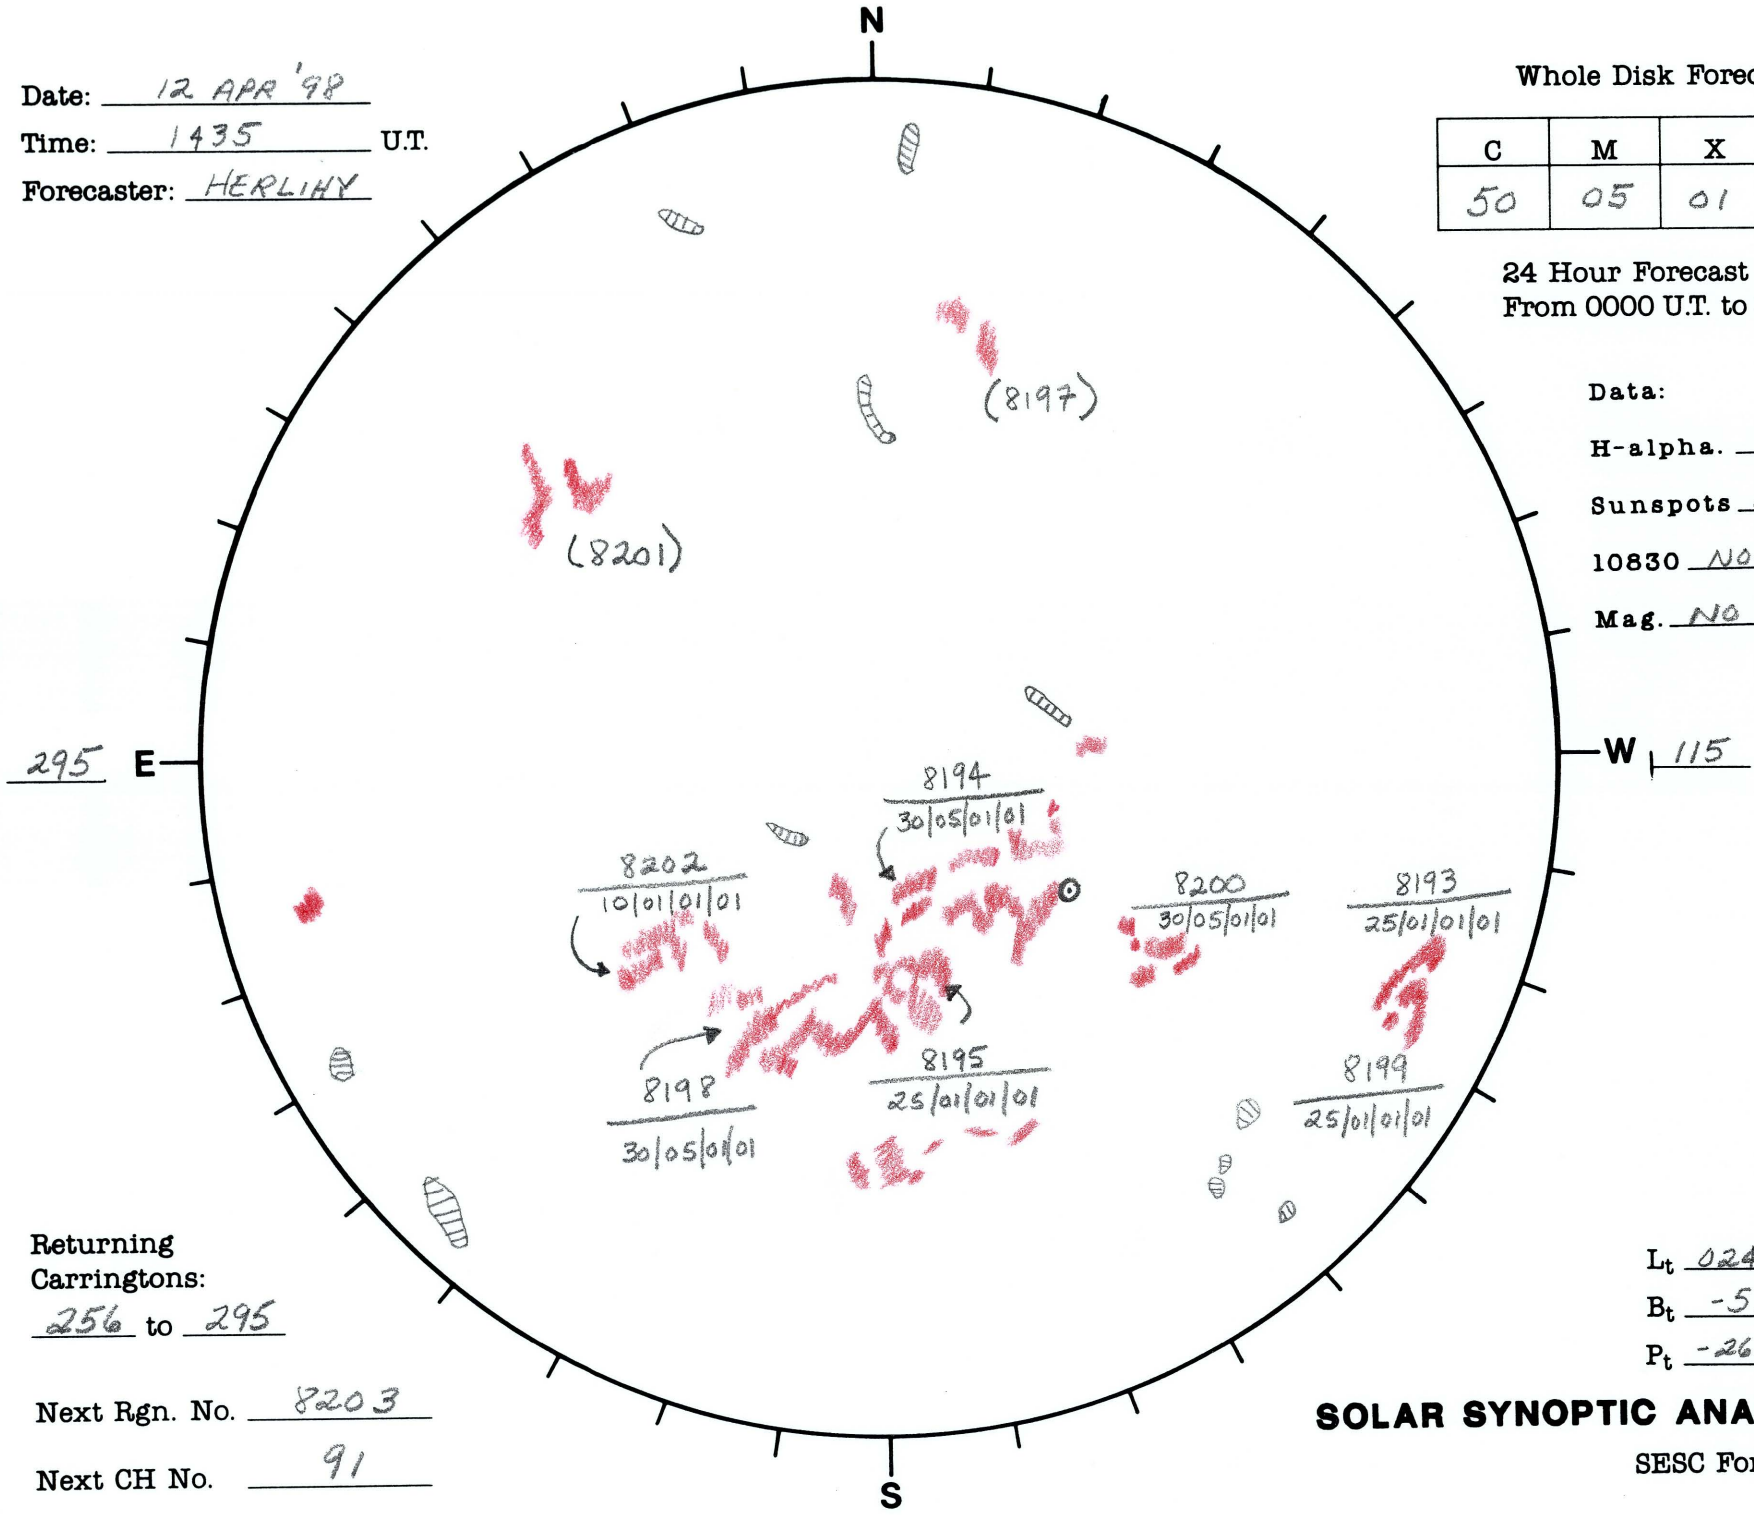 N
Date: 12 APR '98
Time: 1435 U.T.
Forecaster: HERLIHY
Whole Disk Forec
C M X
50 05 01
24 Hour Forecast
From 0000 U.T. to
Data:
H-alpha.
Sunspots
10830 NO
Mag. NO
(8197)
(8201)
295 E
W 115
8194
30/05/01/01
8202
10/01/01/01
8200
30/05/01/01
8193
25/01/01/01
8198
30/05/01/01
8195
25/01/01/01
8199
25/01/01/01
Returning
Carringtons:
256 to 295
Next Rgn. No. 8203
Next CH No. 91
Lt 024
Bt -5
Pt -26
SOLAR SYNOPTIC ANA
SESC For
S